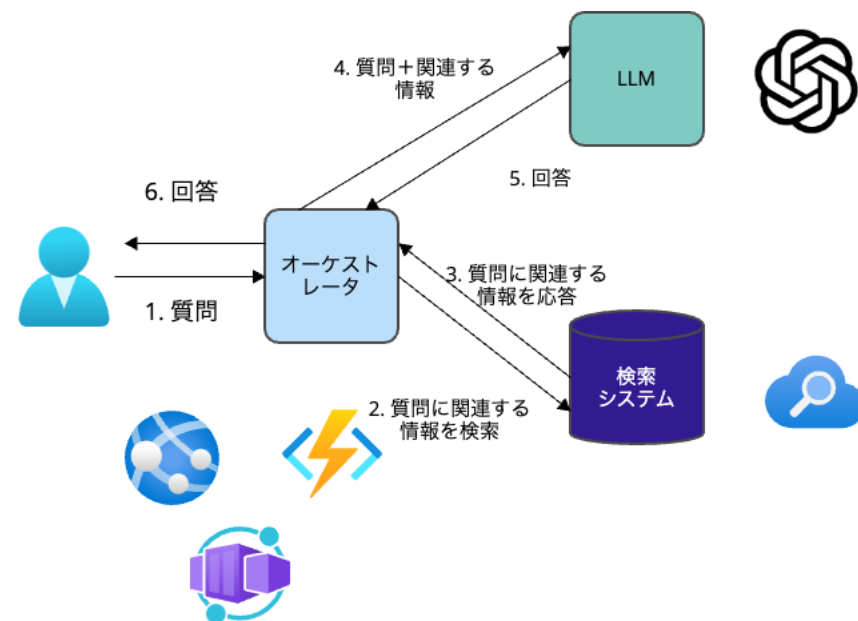 4. 質問＋関連する
情報
LLM
5. 回答
6. 回答
オーケスト
レータ
3. 質問に関連する
情報を応答
1. 質問
検索
システム
2. 質問に関連する
情報を検索